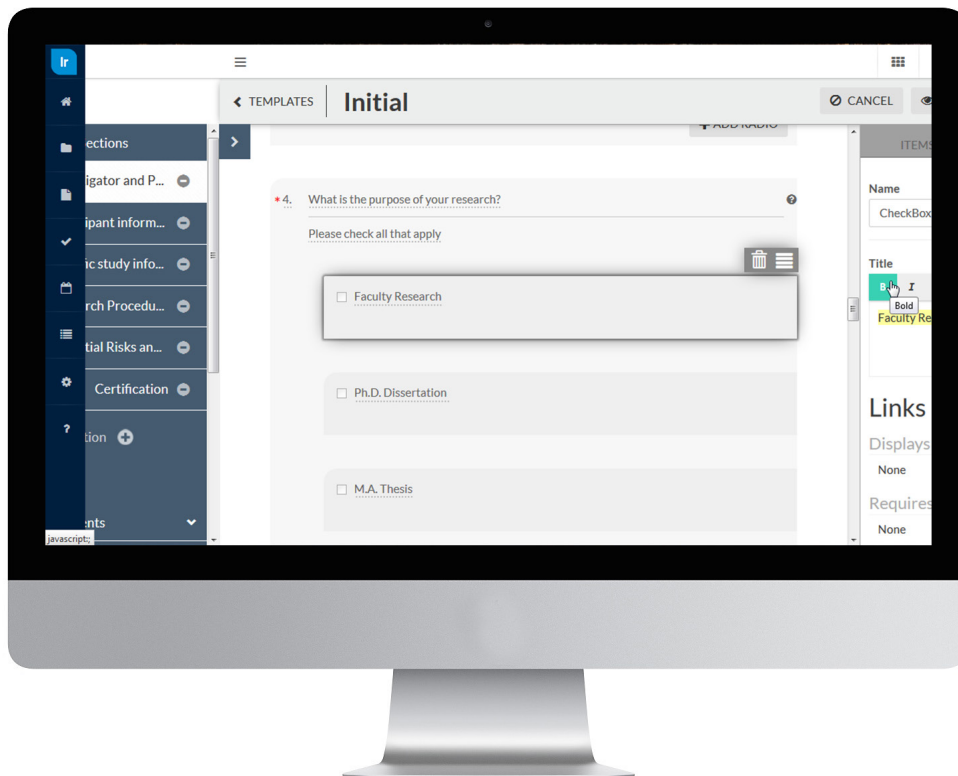 Ir
TEMPLATES
Initial
CANCEL
ections
ADD RADIO
ITEMS
igator and P...
* 4. What is the purpose of your research?
Name
CheckBox
ipant inform...
Please check all that apply
ic study info...
Title
B I
Bold
Faculty Research
Faculty Re
rch Procedu...
tial Risks an...
Certification
Ph.D. Dissertation
Links
tion
Displays
None
M.A. Thesis
Requires
None
ents
javascript:;